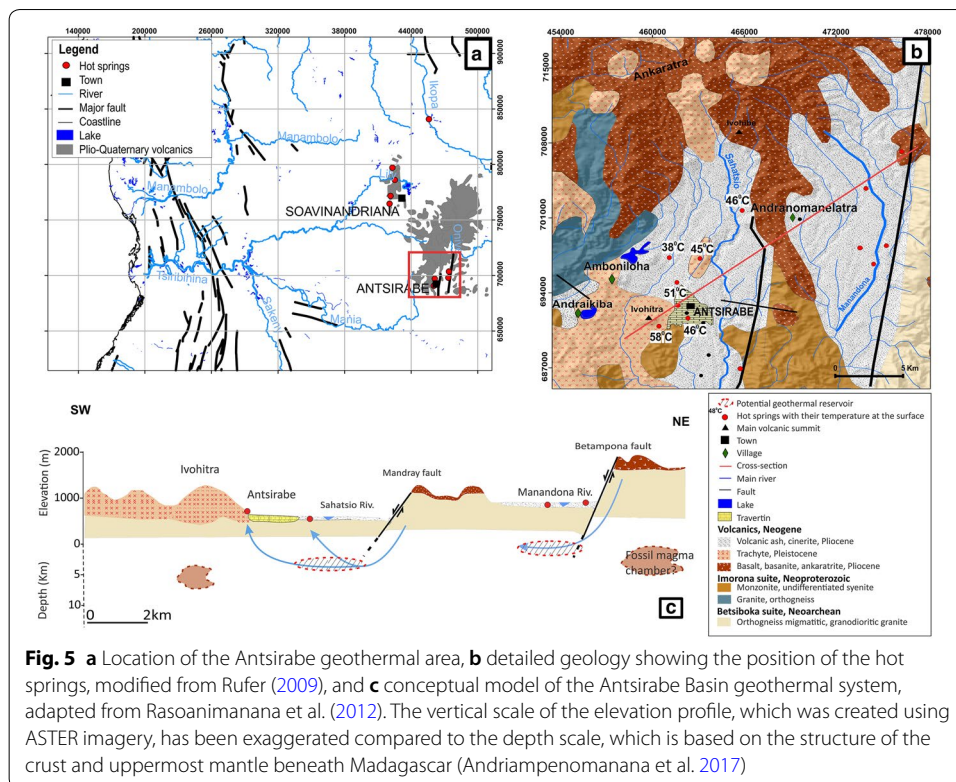 140000
200000
260000
320000
380000
440000
500000
Legend
Hot springs
Town
River
Major fault
Coastline
Lake
Plio-Quaternary volcanics
a
900000
850000
800000
750000
700000
650000
Ikopa
Manambolo
Manambolo
SOAVINANDRIANA
ANTSIRABE
Tsiribihina
Sakeny
Mania
454000
460000
466000
472000
478000
b
715000
708000
701000
694000
687000
Ankaratra
Ivohibe
Sahatsio
46°C
Andranomanelatra
38°C
45°C
Amboniloha
51°C
Manandona
Andraikiba
Ivohitra
ANTSIRABE
58°C
46°C
0 5 Km
SW
NE
Elevation (m)
2000
1000
0
Depth (Km)
5
10
Ivohitra
Antsirabe
Sahatsio Riv.
Mandray fault
Manandona Riv.
Betampona fault
Fossil magma
chamber?
0 2km
c
Potential geothermal reservoir
48°C
Hot springs with their temperature at the surface
Main volcanic summit
Town
Village
Cross-section
Main river
Fault
Lake
Travertin
Volcanics, Neogene
Volcanic ash, cinerite, Pliocene
Trachyte, Pleistocene
Basalt, basanite, ankaratrite, Pliocene
Imorona suite, Neoproterozoic
Monzonite, undifferentiated syenite
Granite, orthogneiss
Betsiboka suite, Neoarchean
Orthogneiss migmatitic, granodioritic granite
Fig. 5 a Location of the Antsirabe geothermal area, b detailed geology showing the position of the hot
springs, modified from Rufer (2009), and c conceptual model of the Antsirabe Basin geothermal system,
adapted from Rasoanimanana et al. (2012). The vertical scale of the elevation profile, which was created using
ASTER imagery, has been exaggerated compared to the depth scale, which is based on the structure of the
crust and uppermost mantle beneath Madagascar (Andriampenomanana et al. 2017)